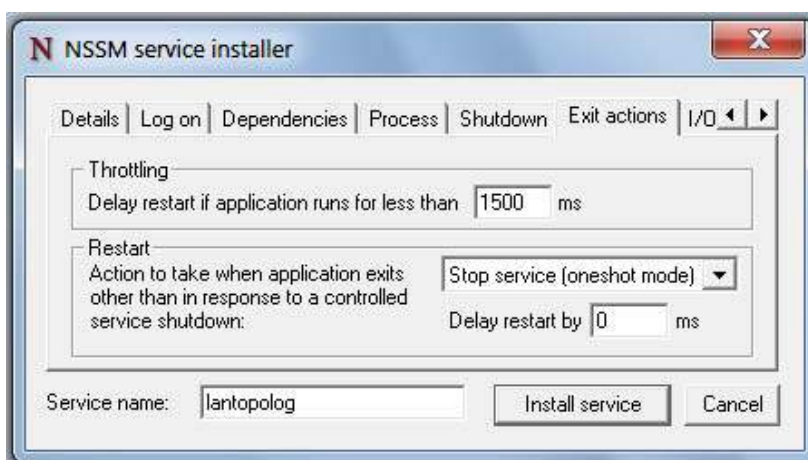 N NSSM service installer
Details Log on Dependencies Process Shutdown Exit actions I/O
Throttling
Delay restart if application runs for less than 1500 ms
Restart
Action to take when application exits
other than in response to a controlled
service shutdown:
Stop service (oneshot mode)
Delay restart by 0 ms
Service name: lantopolog Install service Cancel